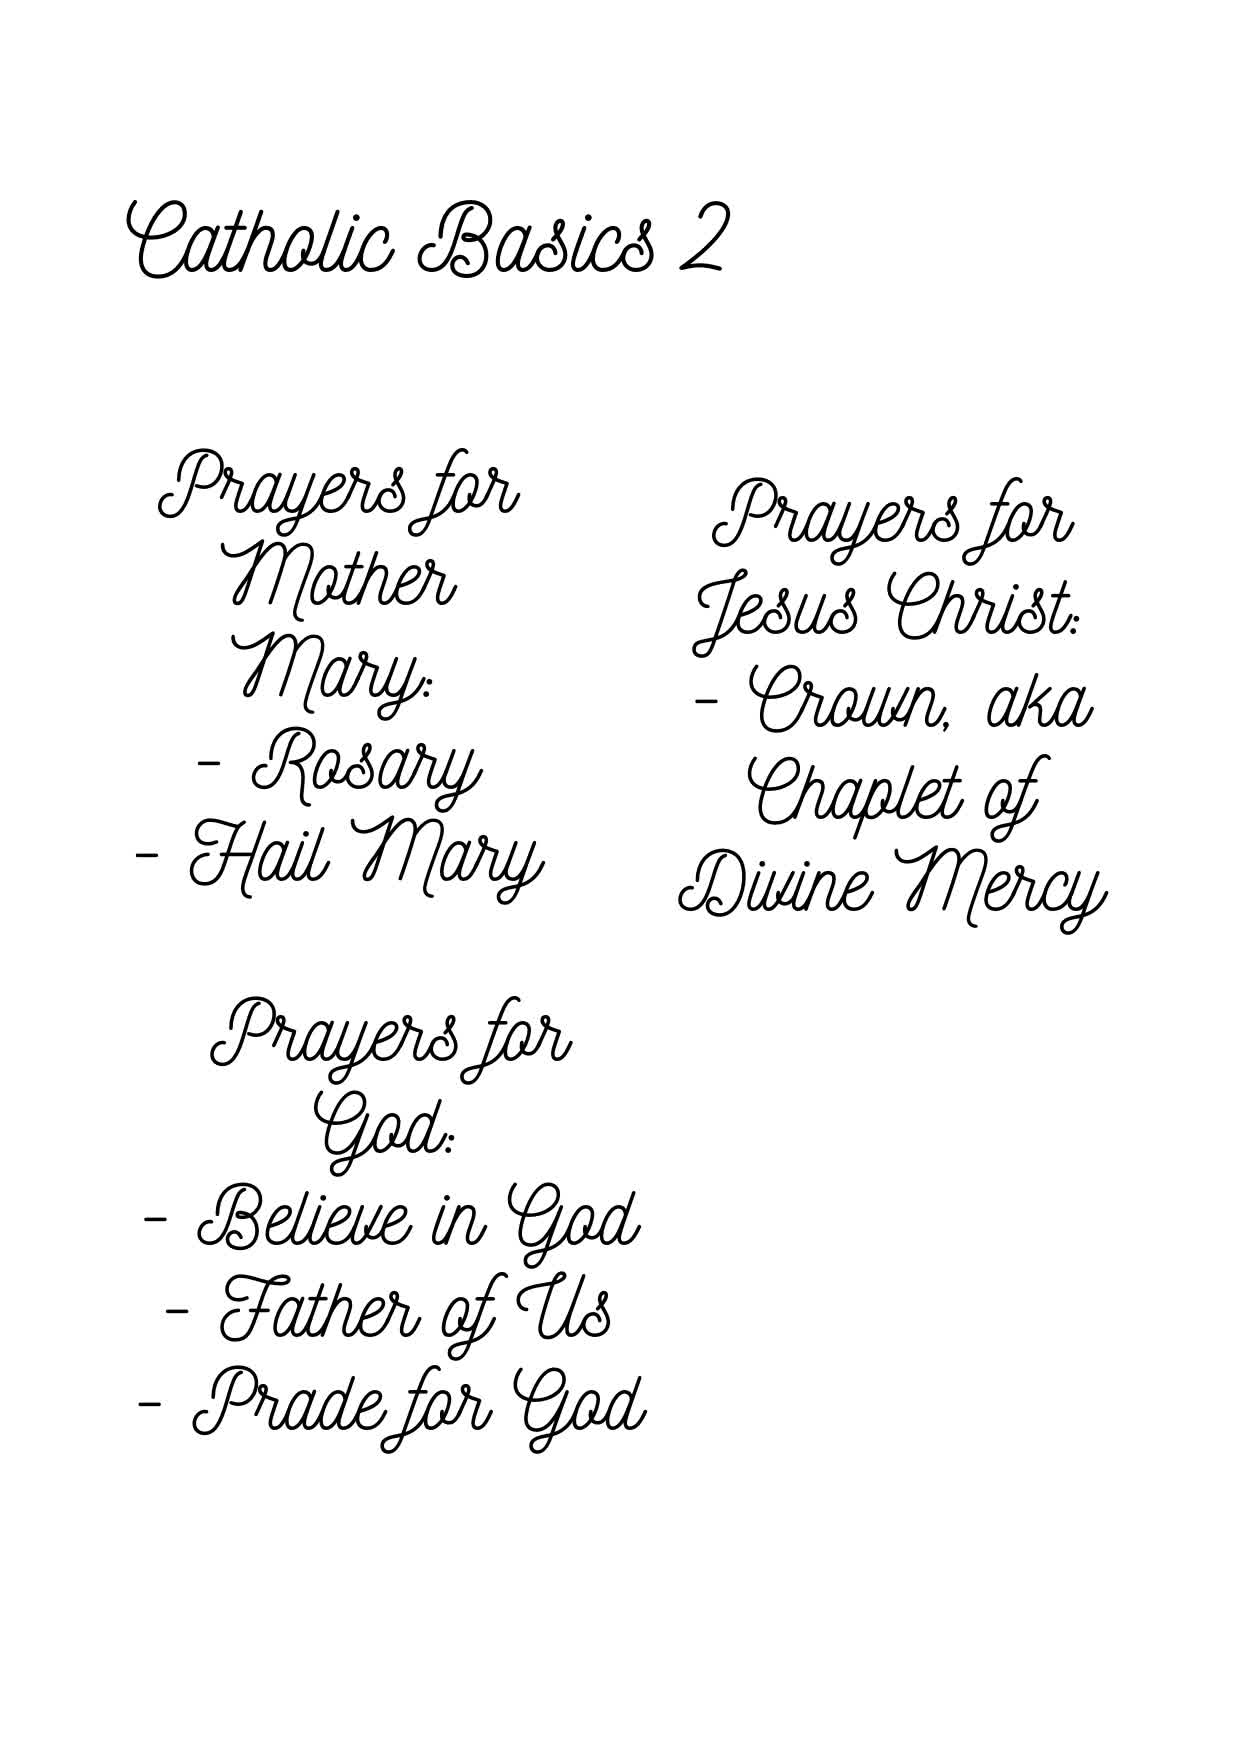 Catholic Basics 2
Prayers for
Mother
Mary:
- Rosary
- Hail Mary
Prayers for
Jesus Christ:
- Crown, aka
Chaplet of
Divine Mercy
Prayers for
God:
- Believe in God
- Father of Us
- Prade for God